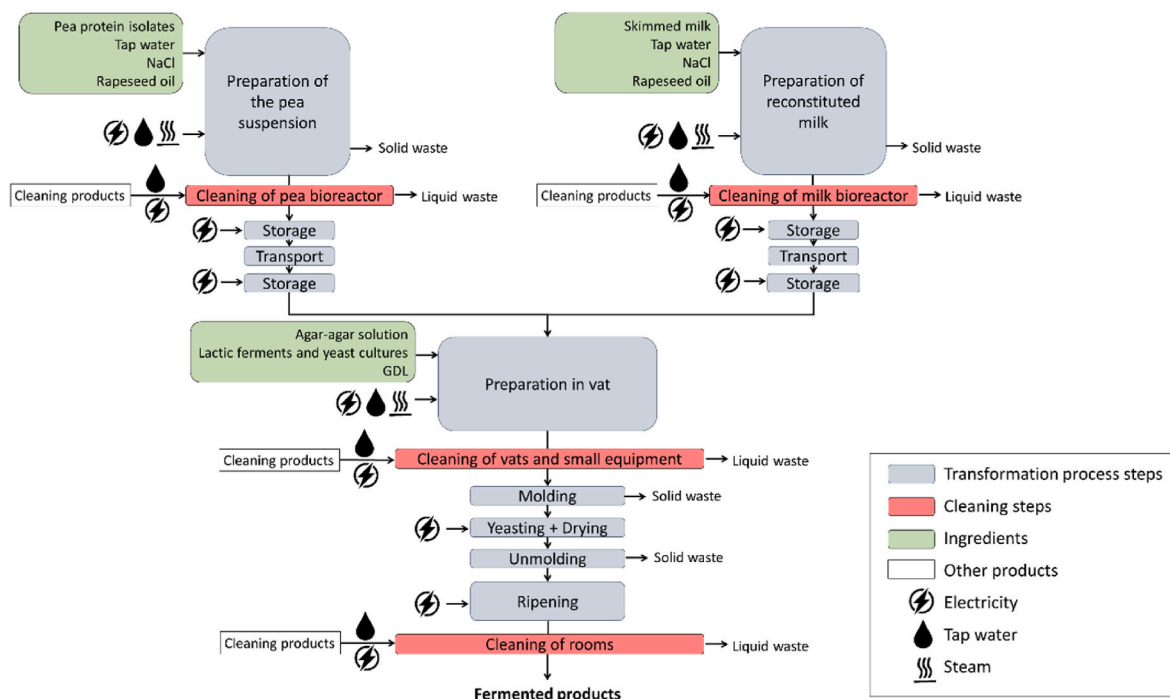 Pea protein isolates
Tap water
NaCl
Rapeseed oil
Preparation of
the pea
suspension
Solid waste
Cleaning products
Cleaning of pea bioreactor
Liquid waste
Storage
Transport
Storage
Skimmed milk
Tap water
NaCl
Rapeseed oil
Preparation of
reconstituted
milk
Solid waste
Cleaning products
Cleaning of milk bioreactor
Liquid waste
Storage
Transport
Storage
Agar-agar solution
Lactic ferments and yeast cultures
GDL
Preparation in vat
Cleaning products
Cleaning of vats and small equipment
Liquid waste
Molding
Solid waste
Yeasting + Drying
Unmolding
Solid waste
Ripening
Cleaning products
Cleaning of rooms
Liquid waste
Fermented products
Transformation process steps
Cleaning steps
Ingredients
Other products
Electricity
Tap water
Steam